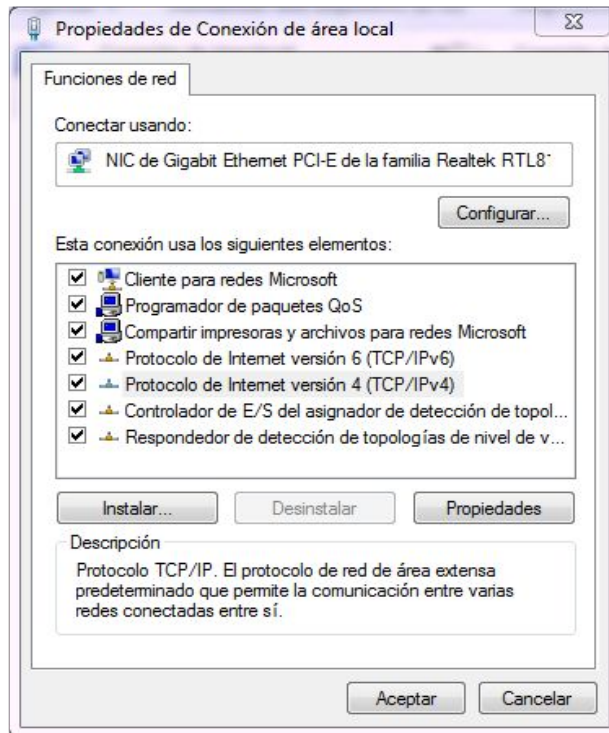 Propiedades de Conexión de área local
Funciones de red
Conectar usando:
NIC de Gigabit Ethernet PCI-E de la familia Realtek RTL8
Configurar...
Esta conexión usa los siguientes elementos:
Cliente para redes Microsoft
Programador de paquetes QoS
Compartir impresoras y archivos para redes Microsoft
Protocolo de Internet versión 6 (TCP/IPv6)
Protocolo de Internet versión 4 (TCP/IPv4)
Controlador de E/S del asignador de detección de topol...
Respondedor de detección de topologías de nivel de v...
Instalar... Desinstalar Propiedades
Descripción
Protocolo TCP/IP. El protocolo de red de área extensa
predeterminado que permite la comunicación entre varias
redes conectadas entre sí.
Aceptar Cancelar